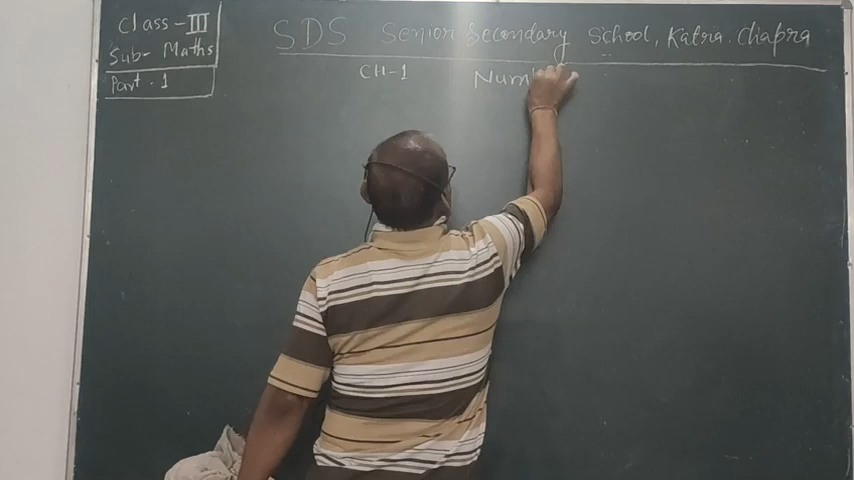 Class - III
Sub- Maths
Part - 1
SDS Senior Secondary School, Katra. Chapra
CH-1